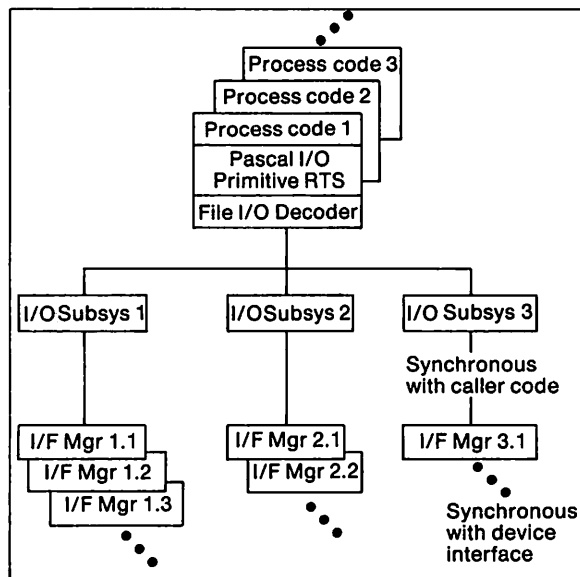 Process code 3
Process code 2
Process code 1
Pascal I/O
Primitive RTS
File I/O Decoder
I/O Subsys 1
I/O Subsys 2
I/O Subsys 3
Synchronous
with caller code
I/F Mgr 1.1
I/F Mgr 1.2
I/F Mgr 1.3
I/F Mgr 2.1
I/F Mgr 2.2
I/F Mgr 3.1
Synchronous
with device
interface